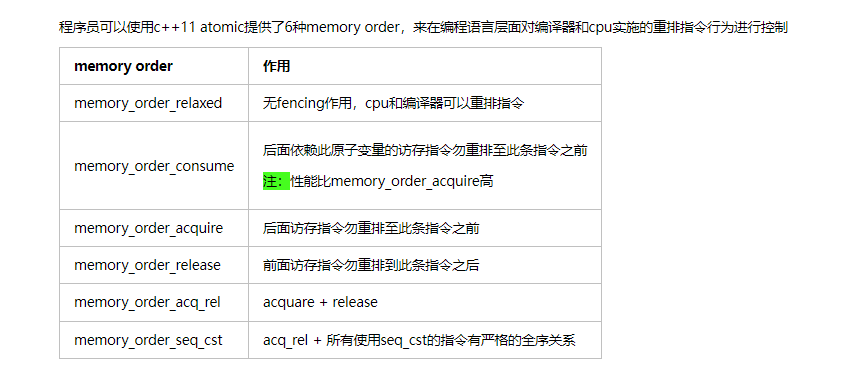 程序员可以使用c++11 atomic提供了6种memory order，来在编程语言层面对编译器和cpu实施的重排指令行为进行控制
memory order 作用
memory_order_relaxed 无fencing作用，cpu和编译器可以重排指令
memory_order_consume 后面依赖此原子变量的访存指令勿重排至此条指令之前
注：性能比memory_order_acquire高
memory_order_acquire 后面访存指令勿重排至此条指令之前
memory_order_release 前面访存指令勿重排到此条指令之后
memory_order_acq_rel acquare + release
memory_order_seq_cst acq_rel + 所有使用seq_cst的指令有严格的全序关系